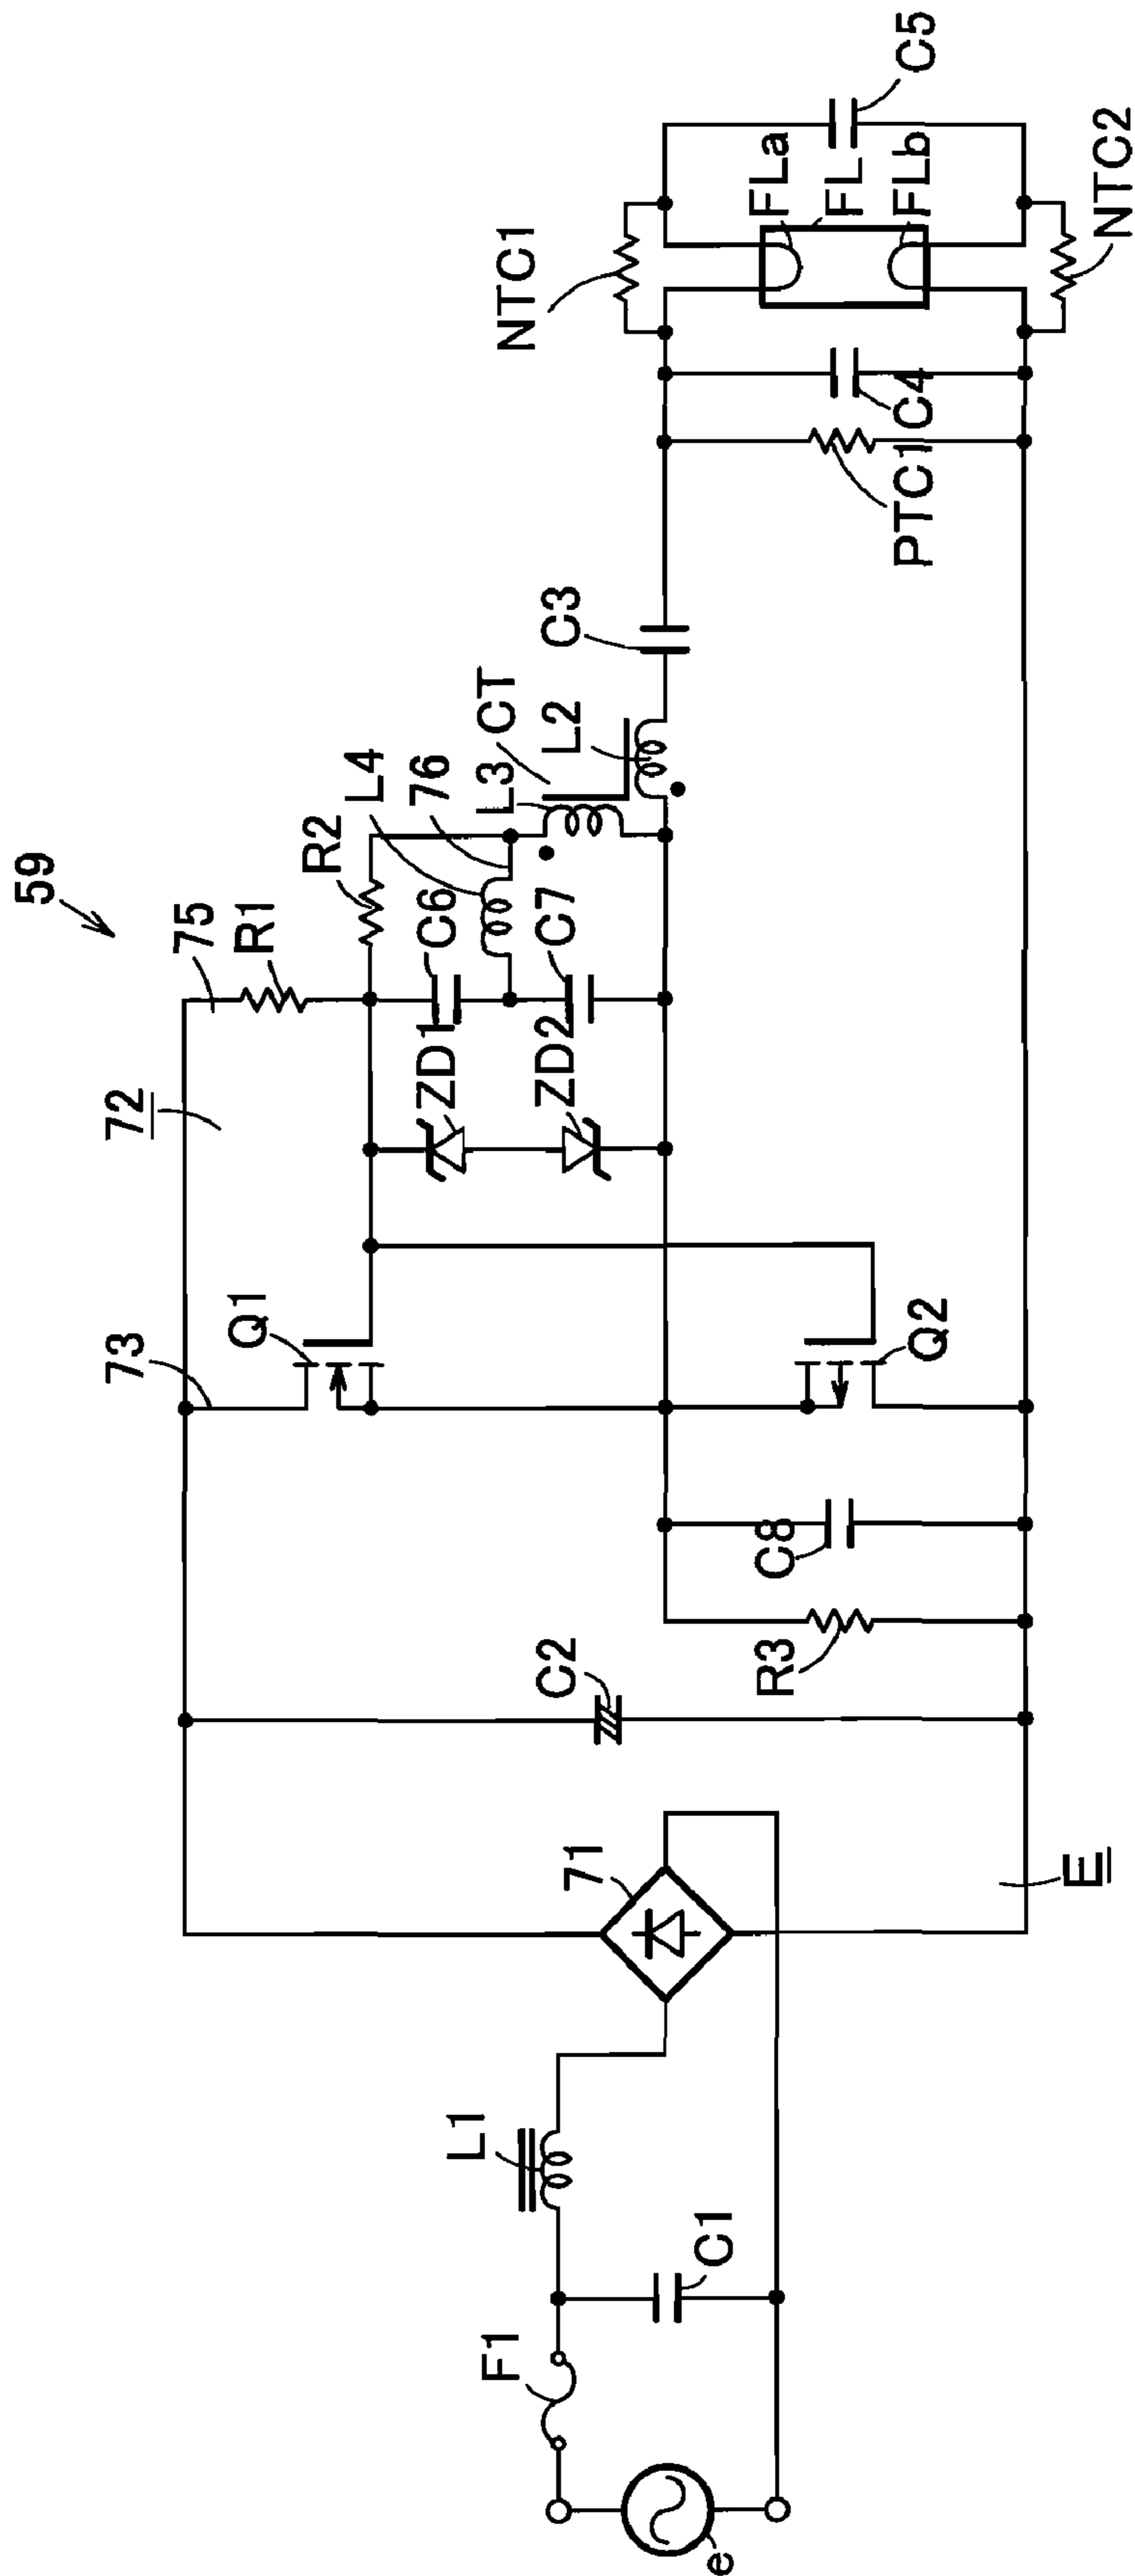 59
75
R1
R2
L4
76
L3
CT
L2
C3
72
73
Q1
ZD1
C6
ZD2
C7
NTC1
FLa
FL
FLb
C5
NTC2
C4
PTC1
Q2
C8
R3
C2
71
E
L1
F1
C1
e